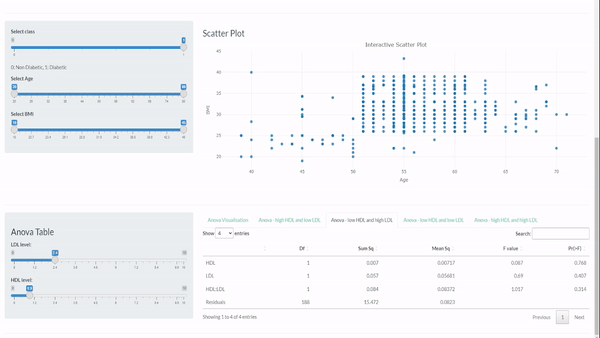 Select class
0: Non Diabetic, 1: Diabetic
Select Age
Select BMI
Scatter Plot
Interactive Scatter Plot
BMI
45
40
35
30
25
20
40 45 50 55 60 65 70
Age
Anova Table
LDL level:
HDL level:
Anova Visualisation Anova - high HDL and low LDL Anova - low HDL and high LDL Anova - low HDL and low LDL Anova - high HDL and high LDL
Show 4 entries Search:
Df Sum Sq Mean Sq F value Pr(>F)
HDL 1 0.007 0.00717 0.087 0.768
LDL 1 0.057 0.05681 0.69 0.407
HDL:LDL 1 0.084 0.08372 1.017 0.314
Residuals 188 15.472 0.0823
Showing 1 to 4 of 4 entries Previous 1 Next